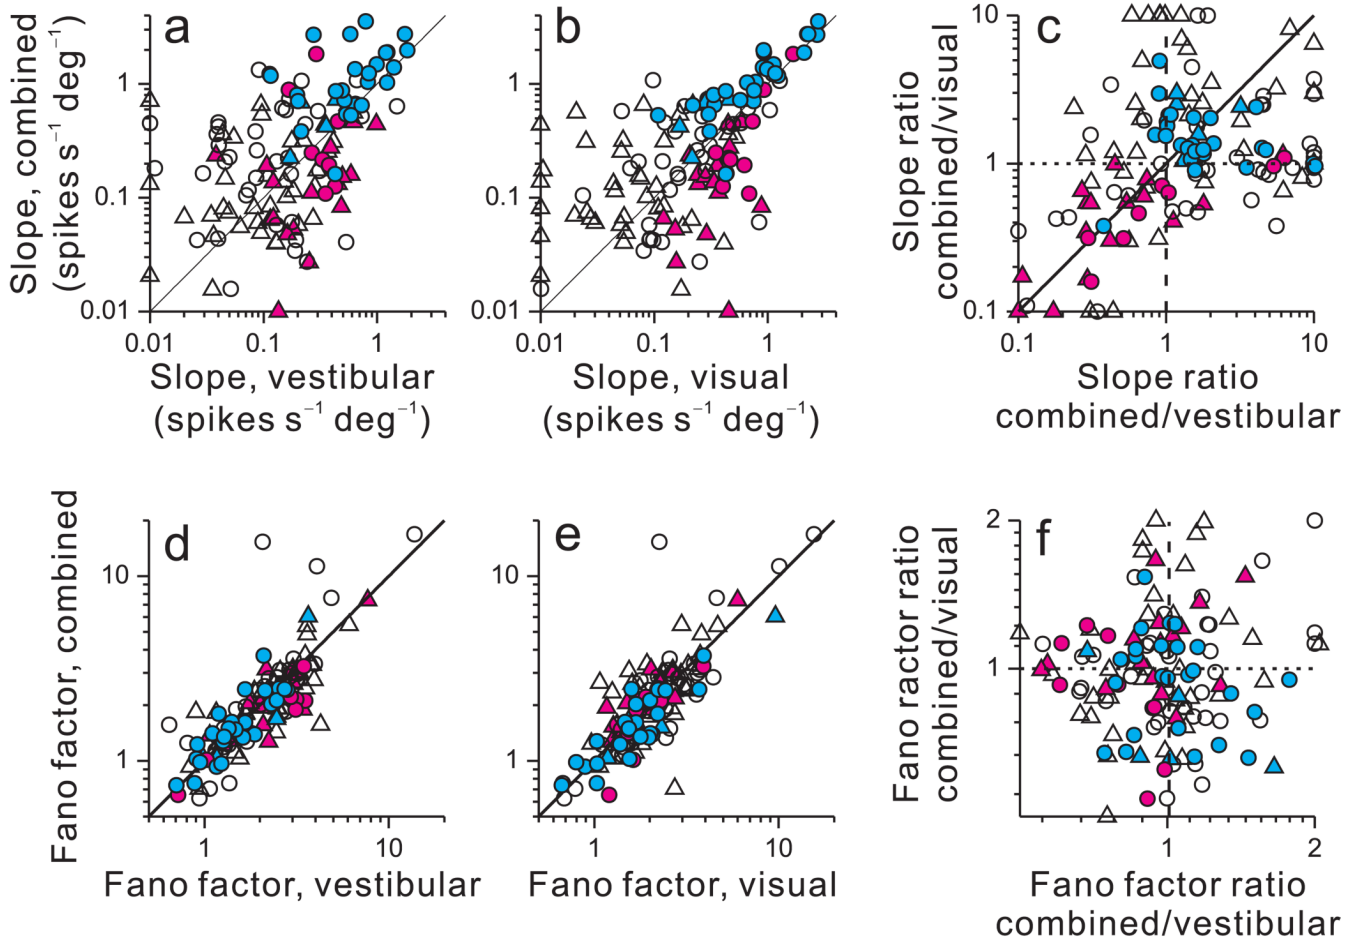 a
Slope, combined
(spikes s⁻¹ deg⁻¹)
1
0.1
0.01
0.01
0.1
1
Slope, vestibular
(spikes s⁻¹ deg⁻¹)
b
1
0.1
0.01
0.01
0.1
1
Slope, visual
(spikes s⁻¹ deg⁻¹)
c
Slope ratio
combined/visual
10
1
0.1
0.1
1
10
Slope ratio
combined/vestibular
d
Fano factor, combined
10
1
1
10
Fano factor, vestibular
e
10
1
1
10
Fano factor, visual
f
Fano factor ratio
combined/visual
2
1
1
2
Fano factor ratio
combined/vestibular